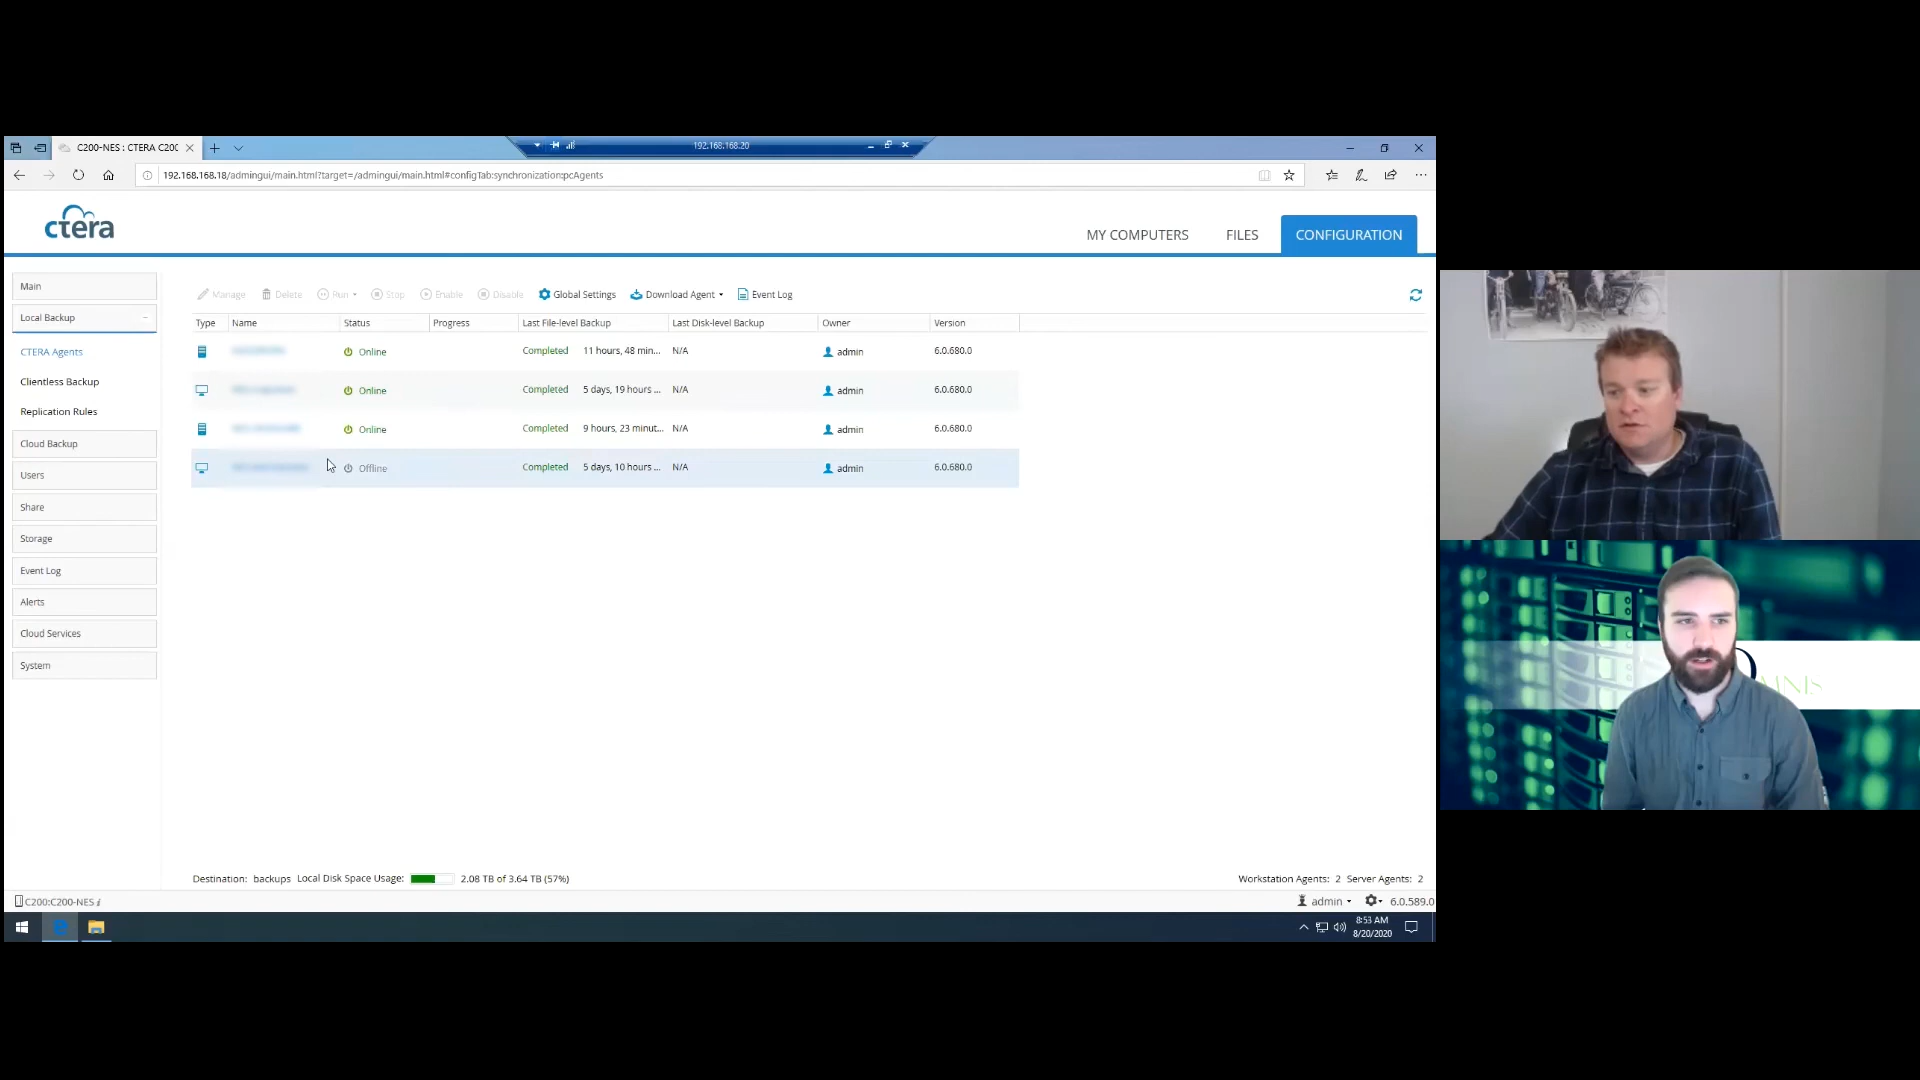 C200-NES : CTERA C200
192.168.168.20
192.168.168.18/admingui/main.html?target=/admingui/main.html#configTab:synchronization:pcAgents
ctera
MY COMPUTERS FILES CONFIGURATION
Main
Local Backup
CTERA Agents
Clientless Backup
Replication Rules
Cloud Backup
Users
Share
Storage
Event Log
Alerts
Cloud Services
System
Manage Delete Run Stop Enable Disable Global Settings Download Agent Event Log
Type Name Status Progress Last File-level Backup Last Disk-level Backup Owner Version
Online Completed 11 hours, 48 min... N/A admin 6.0.680.0
Online Completed 5 days, 19 hours ... N/A admin 6.0.680.0
Online Completed 9 hours, 23 minut... N/A admin 6.0.680.0
Offline Completed 5 days, 10 hours ... N/A admin 6.0.680.0
Destination: backups Local Disk Space Usage: 2.08 TB of 3.64 TB (57%)
Workstation Agents: 2 Server Agents: 2
C200:C200-NES
admin 6.0.589.0
8:53 AM
8/20/2020